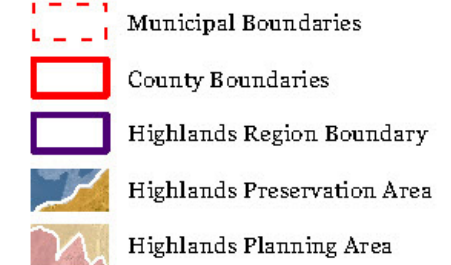 Municipal Boundaries
County Boundaries
Highlands Region Boundary
Highlands Preservation Area
Highlands Planning Area